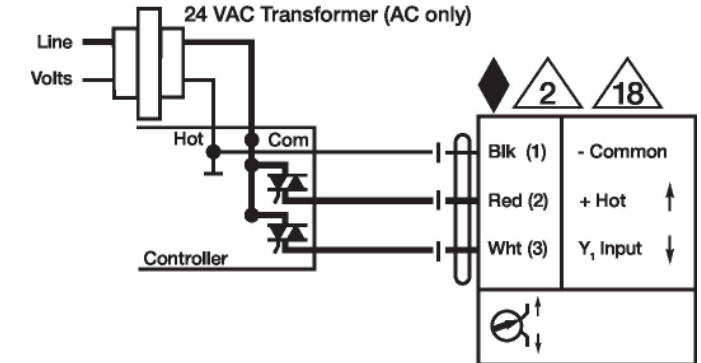 24 VAC Transformer (AC only)
Line
Volts
2
18
Hot
Com
Blk (1)
- Common
Red (2)
+ Hot
Wht (3)
Y1 Input
Controller